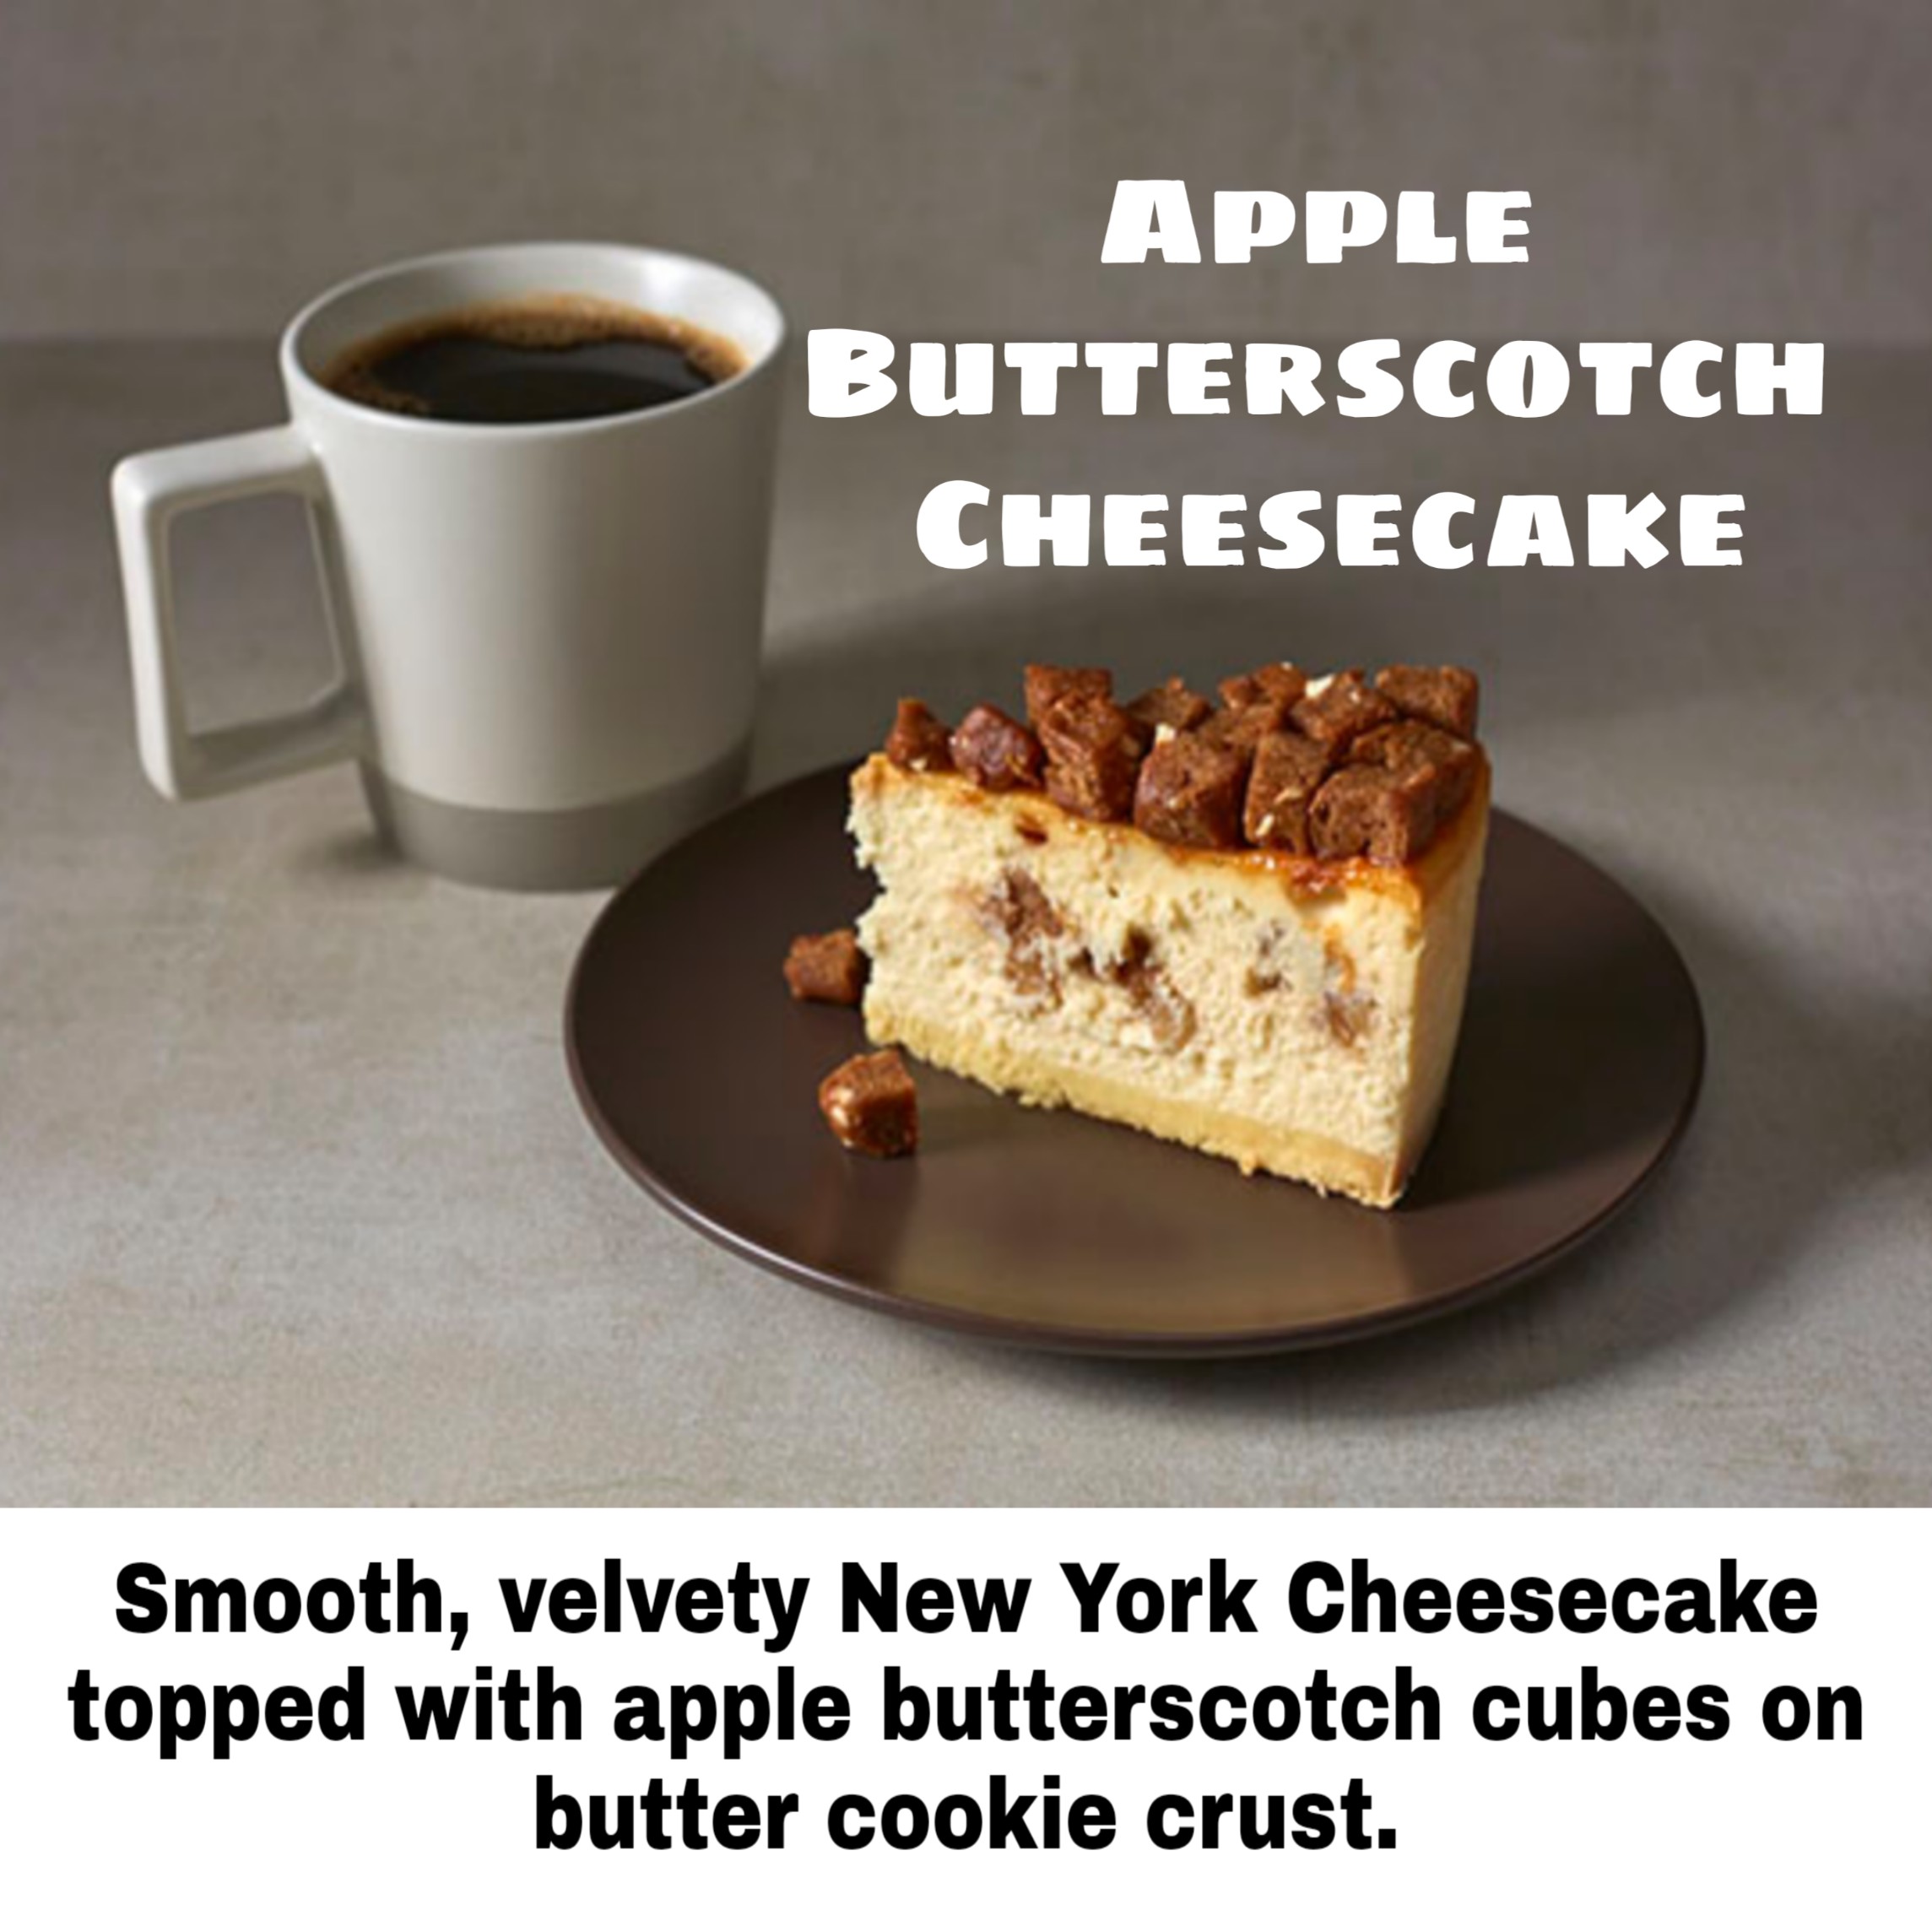 Apple
Butterscotch
Cheesecake
Smooth, velvety New York Cheesecake
topped with apple butterscotch cubes on
butter cookie crust.